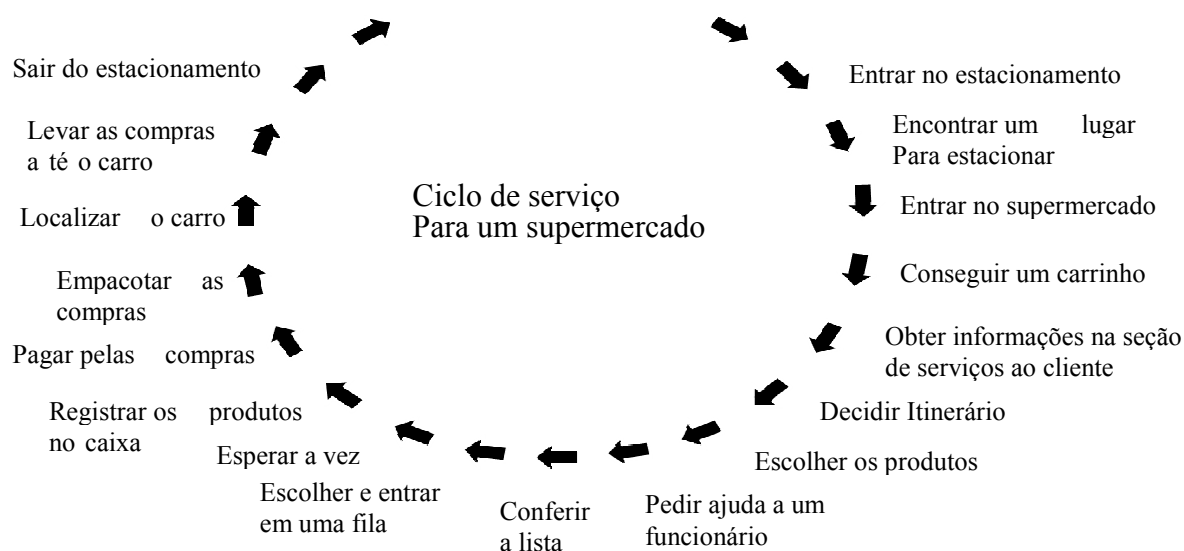 Ciclo de serviço
Para um supermercado
Entrar no estacionamento
Encontrar um lugar
Para estacionar
Entrar no supermercado
Conseguir um carrinho
Obter informações na seção
de serviços ao cliente
Decidir Itinerário
Escolher os produtos
Pedir ajuda a um
funcionário
Conferir
a lista
Escolher e entrar
em uma fila
Esperar a vez
Registrar os produtos
no caixa
Pagar pelas compras
Empacotar as
compras
Localizar o carro
Levar as compras
a té o carro
Sair do estacionamento